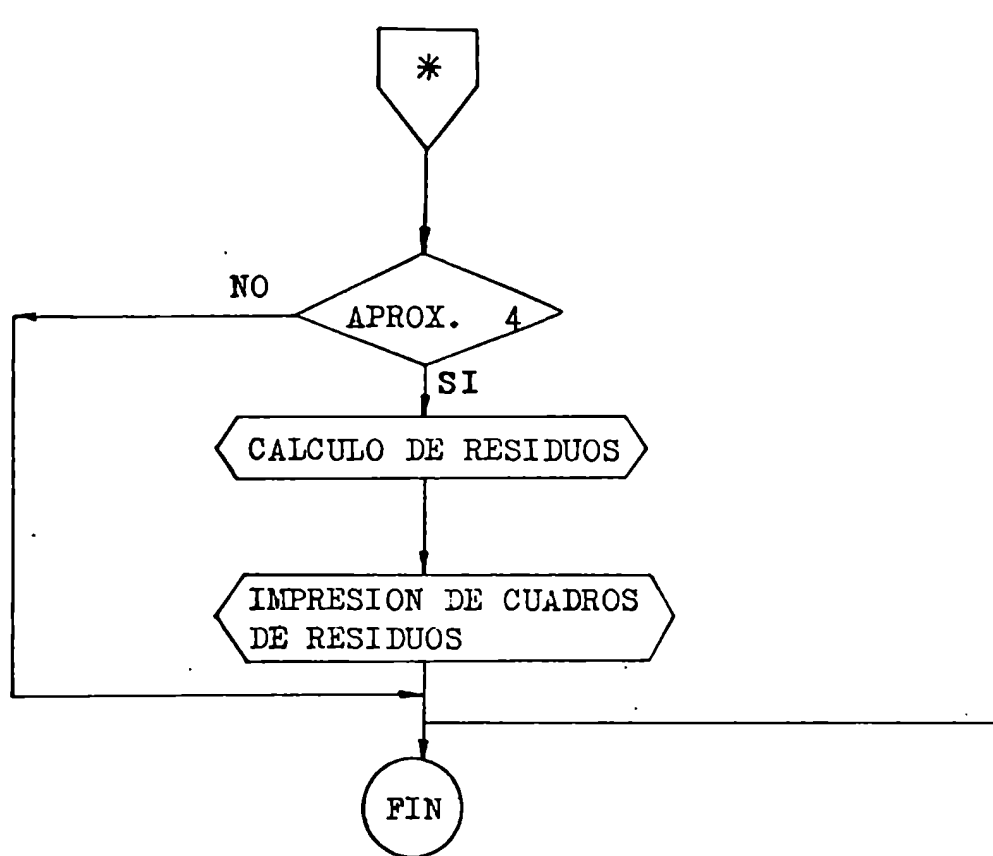 *
NO
APROX. 4
SI
CALCULO DE RESIDUOS
IMPRESION DE CUADROS
DE RESIDUOS
FIN